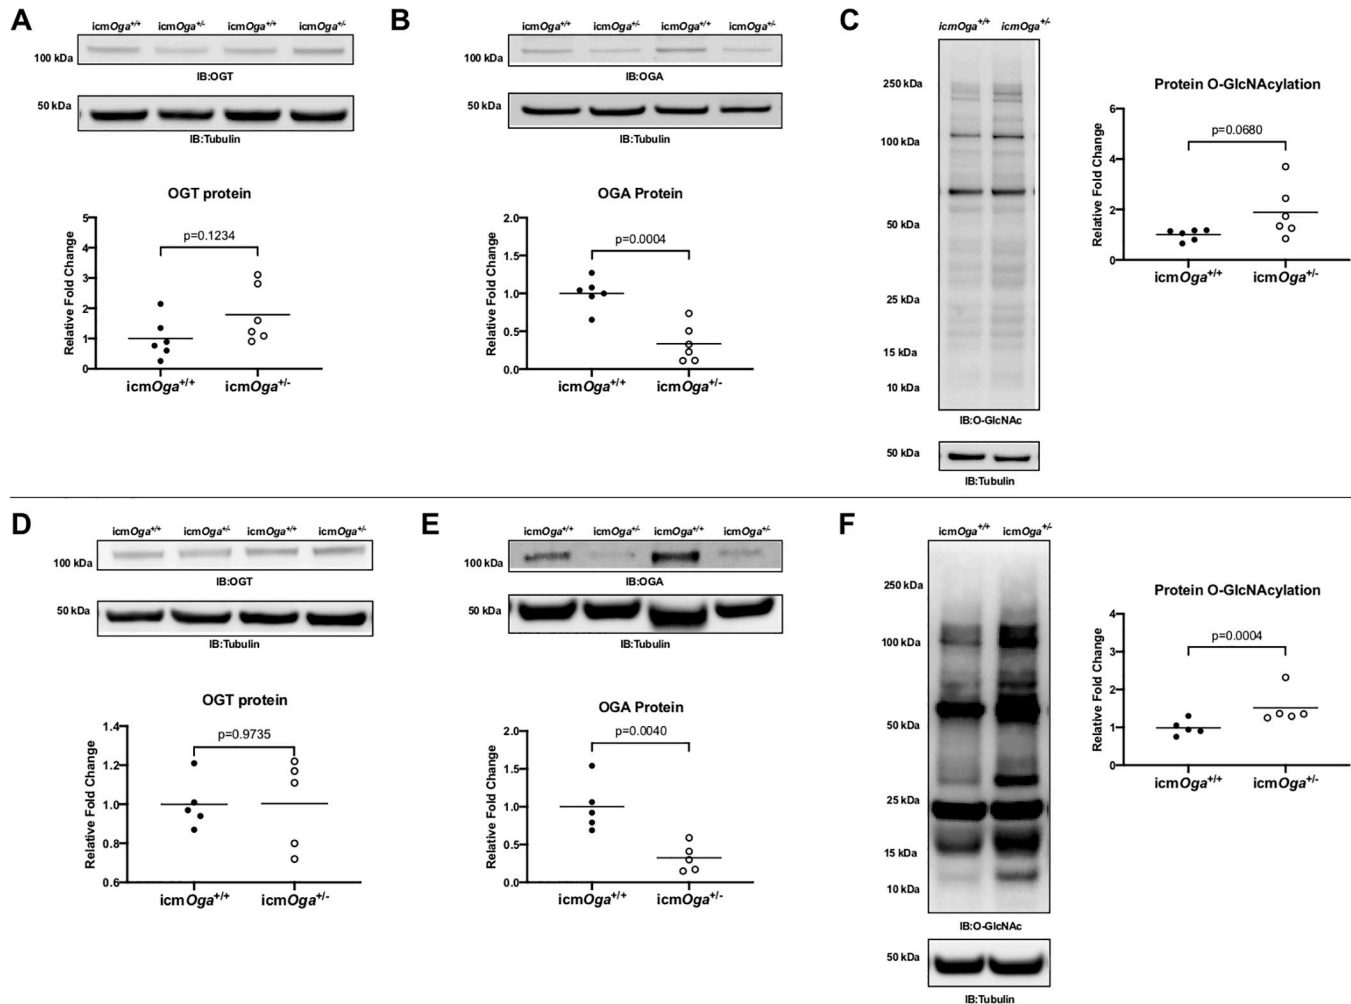 A
icmOga+/+ icmOga+/- icmOga+/+ icmOga+/-
100 kDa
IB:OGT
50 kDa
IB:Tubulin
OGT protein
Relative Fold Change
5
4
3
2
1
0
p=0.1234
icmOga+/+ icmOga+/-
B
icmOga+/+ icmOga+/- icmOga+/+ icmOga+/-
100 kDa
IB:OGA
50 kDa
IB:Tubulin
OGA Protein
Relative Fold Change
2.0
1.5
1.0
0.5
0.0
p=0.0004
icmOga+/+ icmOga+/-
C
icmOga+/+ icmOga+/-
250 kDa
100 kDa
50 kDa
25 kDa
15 kDa
10 kDa
IB:O-GlcNAc
50 kDa
IB:Tubulin
Protein O-GlcNAcylation
Relative Fold Change
6
4
2
0
p=0.0680
icmOga+/+ icmOga+/-
D
icmOga+/+ icmOga+/- icmOga+/+ icmOga+/-
100 kDa
IB:OGT
50 kDa
IB:Tubulin
OGT protein
Relative Fold Change
1.4
1.2
1.0
0.8
0.6
p=0.9735
icmOga+/+ icmOga+/-
E
icmOga+/+ icmOga+/- icmOga+/+ icmOga+/-
100 kDa
IB:OGA
50 kDa
IB:Tubulin
OGA Protein
Relative Fold Change
2.0
1.5
1.0
0.5
0.0
p=0.0040
icmOga+/+ icmOga+/-
F
icmOga+/+ icmOga+/-
250 kDa
100 kDa
50 kDa
25 kDa
15 kDa
10 kDa
IB:O-GlcNAc
50 kDa
IB:Tubulin
Protein O-GlcNAcylation
Relative Fold Change
4
3
2
1
0
p=0.0004
icmOga+/+ icmOga+/-